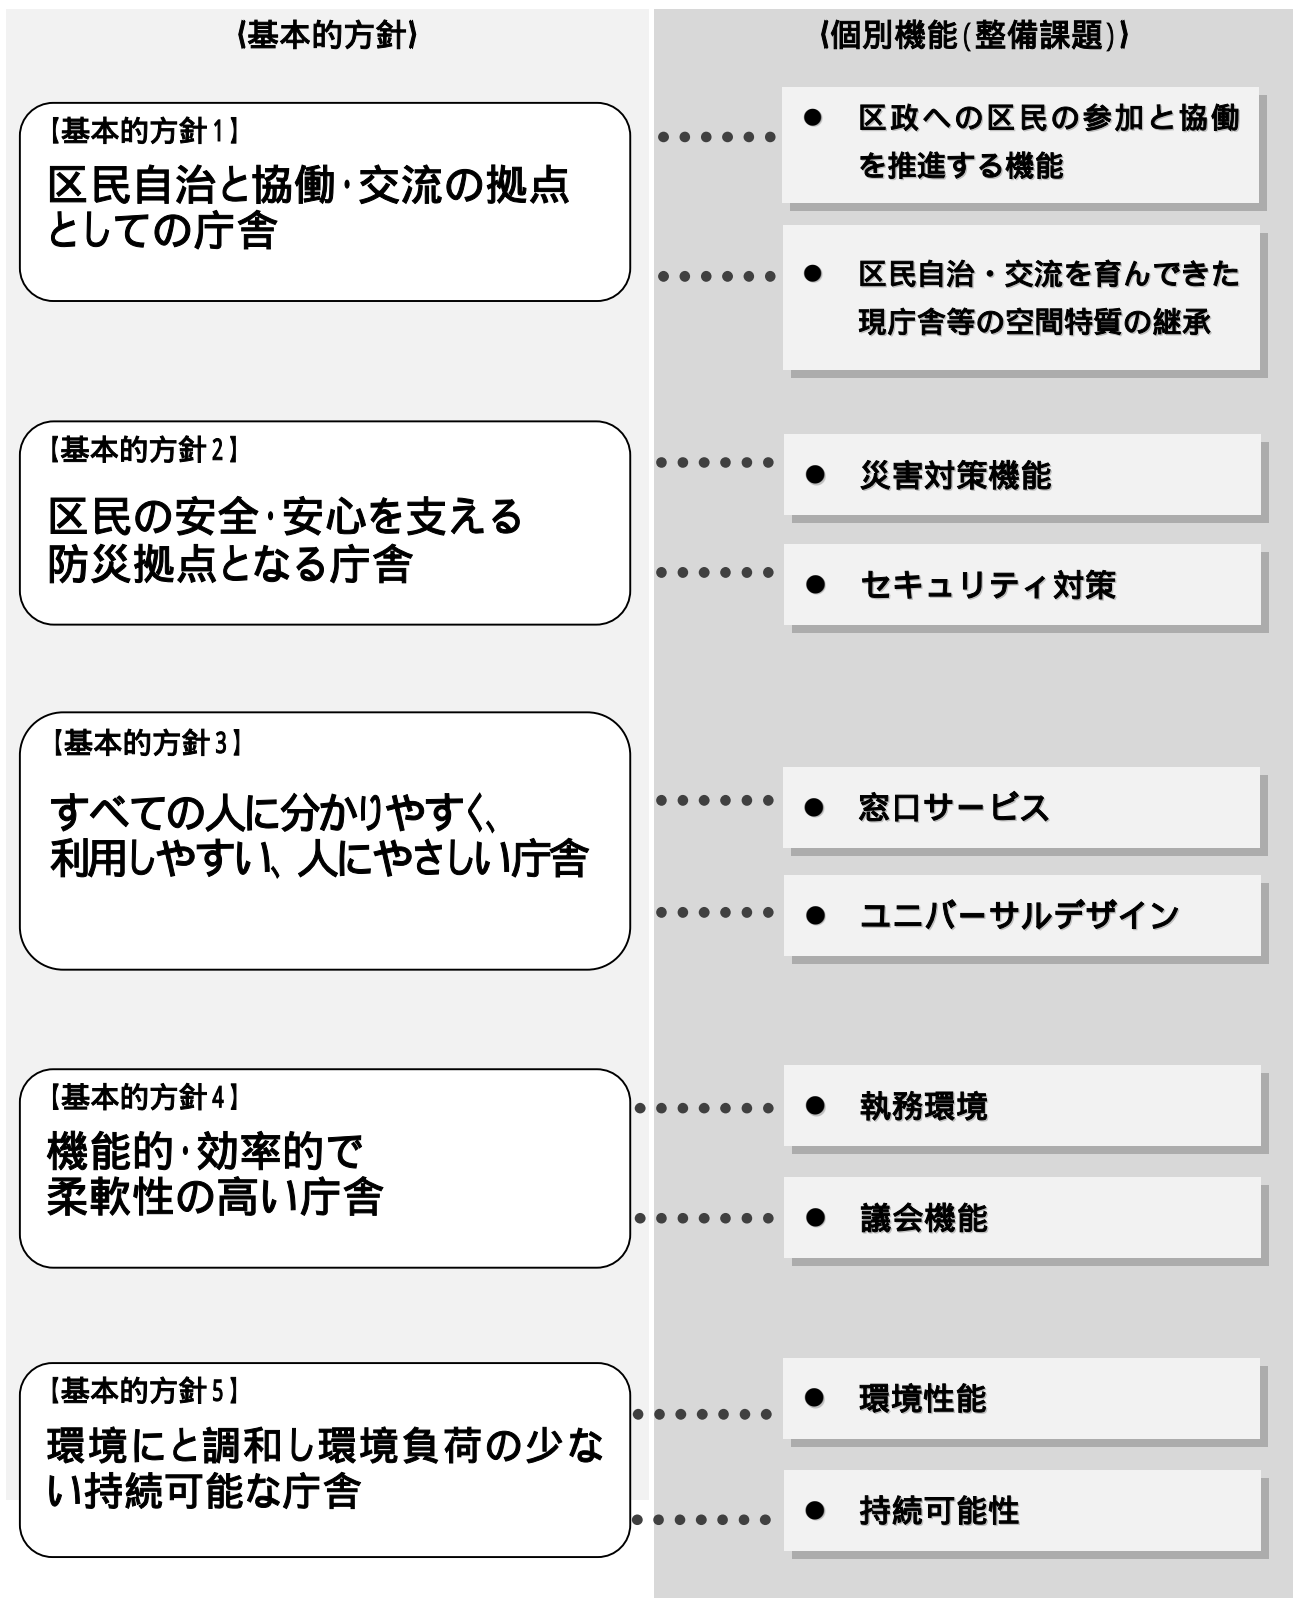 ⟨基本的方針⟩
⟨個別機能(整備課題)⟩
【基本的方針1】
区民自治と協働・交流の拠点
としての庁舎
● 区政への区民の参加と協働
を推進する機能
● 区民自治・交流を育んできた
現庁舎等の空間特質の継承
【基本的方針2】
区民の安全・安心を支える
防災拠点となる庁舎
● 災害対策機能
● セキュリティ対策
【基本的方針3】
すべての人に分かりやすく、
利用しやすい、人にやさしい庁舎
● 窓口サービス
● ユニバーサルデザイン
【基本的方針4】
機能的・効率的で
柔軟性の高い庁舎
● 執務環境
● 議会機能
【基本的方針5】
環境にと調和し環境負荷の少な
い持続可能な庁舎
● 環境性能
● 持続可能性